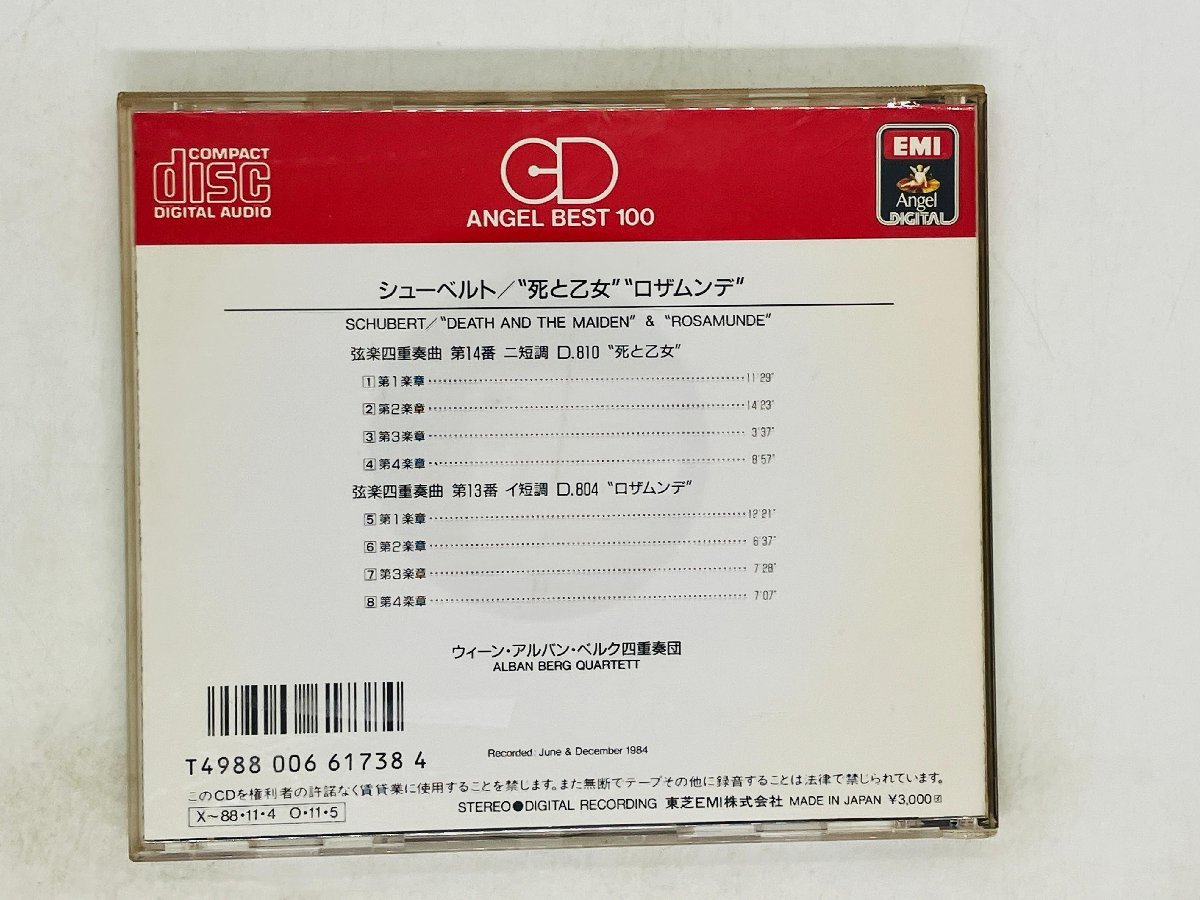 COMPACT
disc
DIGITAL AUDIO
CD
ANGEL BEST 100
EMI
Angel
DIGITAL
シューベルト/"死と乙女" "ロザムンデ"
SCHUBERT/"DEATH AND THE MAIDEN" & "ROSAMUNDE"
弦楽四重奏曲 第14番 ニ短調 D.810 "死と乙女"
1 第1楽章 11'29"
2 第2楽章 14'23"
3 第3楽章 3'37"
4 第4楽章 8'57"
弦楽四重奏曲 第13番 イ短調 D.804 "ロザムンデ"
5 第1楽章 12'21"
6 第2楽章 6'37"
7 第3楽章 7'28"
8 第4楽章 7'07"
ウィーン・アルバン・ベルク四重奏団
ALBAN BERG QUARTETT
T4988 006 61738 4
Recorded: June & December 1984
このCDを権利者の許諾なく賃貸業に使用することを禁じます。また無断でテープその他に録音することは法律で禁じられています。
X〜88・11・4 O・11・5
STEREO●DIGITAL RECORDING 東芝EMI株式会社 MADE IN JAPAN ¥3,000